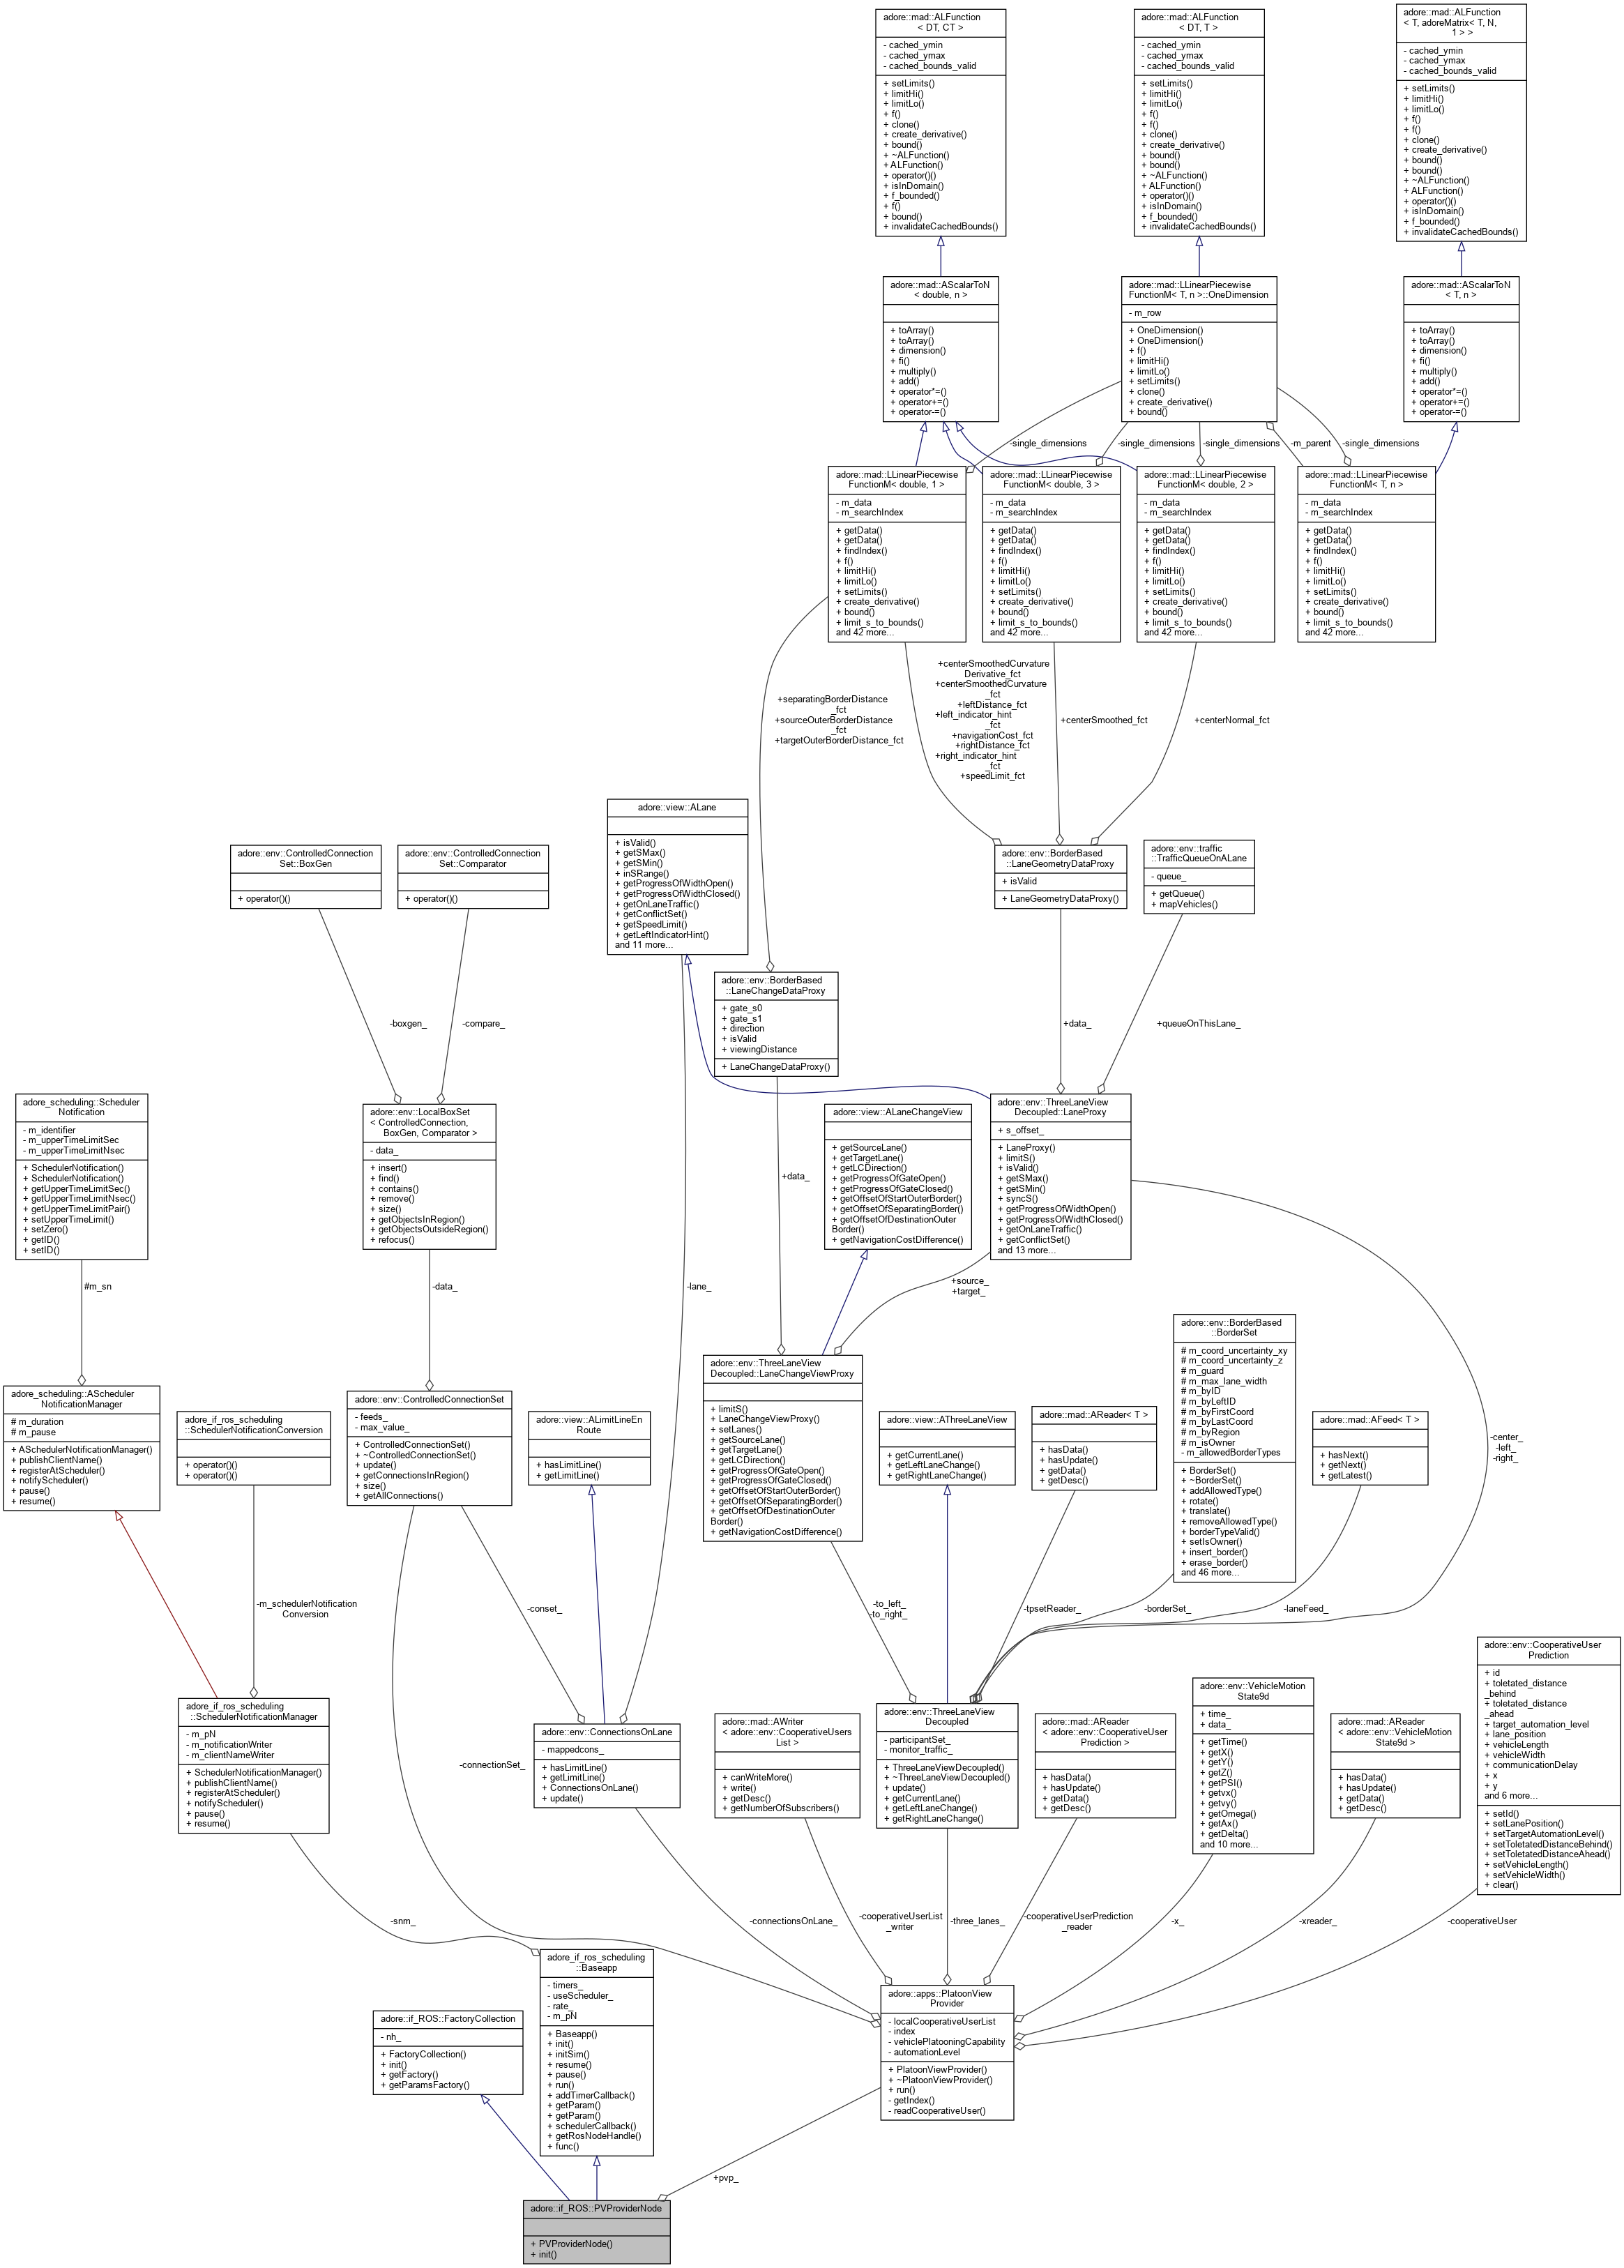 adore::mad::ALFunction
< DT, CT >
- cached_ymin
- cached_ymax
- cached_bounds_valid
+ setLimits()
+ limitHi()
+ limitLo()
+ f()
+ clone()
+ create_derivative()
+ bound()
+ ~ALFunction()
+ ALFunction()
+ operator()()
+ isInDomain()
+ f_bounded()
+ f()
+ bound()
+ invalidateCachedBounds()
adore::mad::ALFunction
< DT, T >
- cached_ymin
- cached_ymax
- cached_bounds_valid
+ setLimits()
+ limitHi()
+ limitLo()
+ f()
+ f()
+ clone()
+ create_derivative()
+ bound()
+ bound()
+ ~ALFunction()
+ ALFunction()
+ operator()()
+ isInDomain()
+ f_bounded()
+ invalidateCachedBounds()
adore::mad::ALFunction
< T, adoreMatrix< T, N,
1 > >
- cached_ymin
- cached_ymax
- cached_bounds_valid
+ setLimits()
+ limitHi()
+ limitLo()
+ f()
+ f()
+ clone()
+ create_derivative()
+ bound()
+ bound()
+ ~ALFunction()
+ ALFunction()
+ operator()()
+ isInDomain()
+ f_bounded()
+ invalidateCachedBounds()
adore::mad::AScalarToN
< double, n >
+ toArray()
+ toArray()
+ dimension()
+ fi()
+ multiply()
+ add()
+ operator*=()
+ operator+=()
+ operator-=()
adore::mad::LLinearPiecewise
FunctionM< T, n >::OneDimension
- m_row
+ OneDimension()
+ OneDimension()
+ f()
+ limitHi()
+ limitLo()
+ setLimits()
+ clone()
+ create_derivative()
+ bound()
adore::mad::AScalarToN
< T, n >
+ toArray()
+ toArray()
+ dimension()
+ fi()
+ multiply()
+ add()
+ operator*=()
+ operator+=()
+ operator-=()
-single_dimensions
-single_dimensions
-single_dimensions
-m_parent
-single_dimensions
adore::mad::LLinearPiecewise
FunctionM< double, 1 >
- m_data
- m_searchIndex
+ getData()
+ getData()
+ findIndex()
+ f()
+ limitHi()
+ limitLo()
+ setLimits()
+ create_derivative()
+ bound()
+ limit_s_to_bounds()
and 42 more...
adore::mad::LLinearPiecewise
FunctionM< double, 3 >
- m_data
- m_searchIndex
+ getData()
+ getData()
+ findIndex()
+ f()
+ limitHi()
+ limitLo()
+ setLimits()
+ create_derivative()
+ bound()
+ limit_s_to_bounds()
and 42 more...
adore::mad::LLinearPiecewise
FunctionM< double, 2 >
- m_data
- m_searchIndex
+ getData()
+ getData()
+ findIndex()
+ f()
+ limitHi()
+ limitLo()
+ setLimits()
+ create_derivative()
+ bound()
+ limit_s_to_bounds()
and 42 more...
adore::mad::LLinearPiecewise
FunctionM< T, n >
- m_data
- m_searchIndex
+ getData()
+ getData()
+ findIndex()
+ f()
+ limitHi()
+ limitLo()
+ setLimits()
+ create_derivative()
+ bound()
+ limit_s_to_bounds()
and 42 more...
+separatingBorderDistance
_fct
+sourceOuterBorderDistance
_fct
+targetOuterBorderDistance_fct
+centerSmoothedCurvature
Derivative_fct
+centerSmoothedCurvature
_fct
+leftDistance_fct
+left_indicator_hint
_fct
+navigationCost_fct
+rightDistance_fct
+right_indicator_hint
_fct
+speedLimit_fct
+centerSmoothed_fct
+centerNormal_fct
adore::view::ALane
+ isValid()
+ getSMax()
+ getSMin()
+ inSRange()
+ getProgressOfWidthOpen()
+ getProgressOfWidthClosed()
+ getOnLaneTraffic()
+ getConflictSet()
+ getSpeedLimit()
+ getLeftIndicatorHint()
and 11 more...
adore::env::ControlledConnection
Set::BoxGen
+ operator()()
adore::env::ControlledConnection
Set::Comparator
+ operator()()
adore::env::BorderBased
::LaneGeometryDataProxy
+ isValid
+ LaneGeometryDataProxy()
adore::env::traffic
::TrafficQueueOnALane
- queue_
+ getQueue()
+ mapVehicles()
adore::env::BorderBased
::LaneChangeDataProxy
+ gate_s0
+ gate_s1
+ direction
+ isValid
+ viewingDistance
+ LaneChangeDataProxy()
-boxgen_
-compare_
+data_
+queueOnThisLane_
adore_scheduling::Scheduler
Notification
- m_identifier
- m_upperTimeLimitSec
- m_upperTimeLimitNsec
+ SchedulerNotification()
+ SchedulerNotification()
+ getUpperTimeLimitSec()
+ getUpperTimeLimitNsec()
+ getUpperTimeLimitPair()
+ setUpperTimeLimit()
+ setZero()
+ getID()
+ setID()
adore::env::LocalBoxSet
< ControlledConnection,
BoxGen, Comparator >
- data_
+ insert()
+ find()
+ contains()
+ remove()
+ size()
+ getObjectsInRegion()
+ getObjectsOutsideRegion()
+ refocus()
adore::view::ALaneChangeView
+ getSourceLane()
+ getTargetLane()
+ getLCDirection()
+ getProgressOfGateOpen()
+ getProgressOfGateClosed()
+ getOffsetOfStartOuterBorder()
+ getOffsetOfSeparatingBorder()
+ getOffsetOfDestinationOuter
Border()
+ getNavigationCostDifference()
adore::env::ThreeLaneView
Decoupled::LaneProxy
+ s_offset_
+ LaneProxy()
+ limitS()
+ isValid()
+ getSMax()
+ getSMin()
+ syncS()
+ getProgressOfWidthOpen()
+ getProgressOfWidthClosed()
+ getOnLaneTraffic()
+ getConflictSet()
and 13 more...
+data_
#m_sn
-data_
-lane_
+source_
+target_
adore::env::BorderBased
::BorderSet
# m_coord_uncertainty_xy
# m_coord_uncertainty_z
# m_guard
# m_max_lane_width
# m_byID
# m_byLeftID
# m_byFirstCoord
# m_byLastCoord
# m_byRegion
# m_isOwner
- m_allowedBorderTypes
+ BorderSet()
+ ~BorderSet()
+ addAllowedType()
+ rotate()
+ translate()
+ removeAllowedType()
+ borderTypeValid()
+ setIsOwner()
+ insert_border()
+ erase_border()
and 46 more...
adore_scheduling::AScheduler
NotificationManager
# m_duration
# m_pause
+ ASchedulerNotificationManager()
+ publishClientName()
+ registerAtScheduler()
+ notifyScheduler()
+ pause()
+ resume()
adore_if_ros_scheduling
::SchedulerNotificationConversion
+ operator()()
+ operator()()
adore::env::ControlledConnectionSet
- feeds_
- max_value_
+ ControlledConnectionSet()
+ ~ControlledConnectionSet()
+ update()
+ getConnectionsInRegion()
+ size()
+ getAllConnections()
adore::view::ALimitLineEn
Route
+ hasLimitLine()
+ getLimitLine()
adore::env::ThreeLaneView
Decoupled::LaneChangeViewProxy
+ limitS()
+ LaneChangeViewProxy()
+ setLanes()
+ getSourceLane()
+ getTargetLane()
+ getLCDirection()
+ getProgressOfGateOpen()
+ getProgressOfGateClosed()
+ getOffsetOfStartOuterBorder()
+ getOffsetOfSeparatingBorder()
+ getOffsetOfDestinationOuter
Border()
+ getNavigationCostDifference()
adore::view::AThreeLaneView
+ getCurrentLane()
+ getLeftLaneChange()
+ getRightLaneChange()
adore::mad::AReader< T >
+ hasData()
+ hasUpdate()
+ getData()
+ getDesc()
adore::mad::AFeed< T >
+ hasNext()
+ getNext()
+ getLatest()
-center_
-left_
-right_
-m_schedulerNotification
Conversion
-conset_
-to_left_
-to_right_
-tpsetReader_
-borderSet_
-laneFeed_
adore_if_ros_scheduling
::SchedulerNotificationManager
- m_pN
- m_notificationWriter
- m_clientNameWriter
+ SchedulerNotificationManager()
+ publishClientName()
+ registerAtScheduler()
+ notifyScheduler()
+ pause()
+ resume()
-connectionSet_
adore::env::ConnectionsOnLane
- mappedcons_
+ hasLimitLine()
+ getLimitLine()
+ ConnectionsOnLane()
+ update()
adore::mad::AWriter
< adore::env::CooperativeUsers
List >
+ canWriteMore()
+ write()
+ getDesc()
+ getNumberOfSubscribers()
adore::env::ThreeLaneView
Decoupled
- participantSet_
- monitor_traffic_
+ ThreeLaneViewDecoupled()
+ ~ThreeLaneViewDecoupled()
+ update()
+ getCurrentLane()
+ getLeftLaneChange()
+ getRightLaneChange()
adore::mad::AReader
< adore::env::CooperativeUser
Prediction >
+ hasData()
+ hasUpdate()
+ getData()
+ getDesc()
adore::env::VehicleMotion
State9d
+ time_
+ data_
+ getTime()
+ getX()
+ getY()
+ getZ()
+ getPSI()
+ getvx()
+ getvy()
+ getOmega()
+ getAx()
+ getDelta()
and 10 more...
adore::mad::AReader
< adore::env::VehicleMotion
State9d >
+ hasData()
+ hasUpdate()
+ getData()
+ getDesc()
adore::env::CooperativeUser
Prediction
+ id
+ toletated_distance
_behind
+ toletated_distance
_ahead
+ target_automation_level
+ lane_position
+ vehicleLength
+ vehicleWidth
+ communicationDelay
+ x
+ y
and 6 more...
+ setId()
+ setLanePosition()
+ setTargetAutomationLevel()
+ setToletatedDistanceBehind()
+ setToletatedDistanceAhead()
+ setVehicleLength()
+ setVehicleWidth()
+ clear()
-snm_
-connectionsOnLane_
-cooperativeUserList
_writer
-three_lanes_
-cooperativeUserPrediction
_reader
-x_
-xreader_
-cooperativeUser
adore::if_ROS::FactoryCollection
- nh_
+ FactoryCollection()
+ init()
+ getFactory()
+ getParamsFactory()
adore_if_ros_scheduling
::Baseapp
- timers_
- useScheduler_
- rate_
- m_pN
+ Baseapp()
+ init()
+ initSim()
+ resume()
+ pause()
+ run()
+ addTimerCallback()
+ getParam()
+ getParam()
+ schedulerCallback()
+ getRosNodeHandle()
+ func()
adore::apps::PlatoonView
Provider
- localCooperativeUserList
- index
- vehiclePlatooningCapability
- automationLevel
+ PlatoonViewProvider()
+ ~PlatoonViewProvider()
+ run()
- getIndex()
- readCooperativeUser()
+pvp_
adore::if_ROS::PVProviderNode
+ PVProviderNode()
+ init()